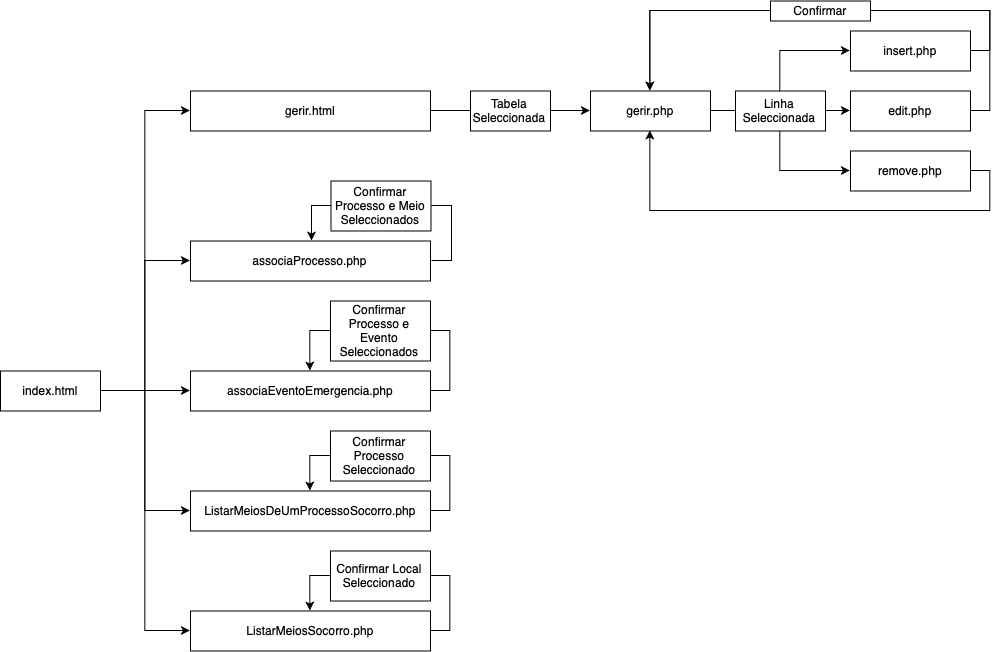 Confirmar
insert.php
gerir.html
Tabela
Seleccionada
gerir.php
Linha
Seleccionada
edit.php
remove.php
Confirmar
Processo e Meio
Seleccionados
associaProcesso.php
Confirmar
Processo e
Evento
Seleccionados
index.html
associaEventoEmergencia.php
Confirmar
Processo
Seleccionado
ListarMeiosDeUmProcessoSocorro.php
Confirmar Local
Seleccionado
ListarMeiosSocorro.php